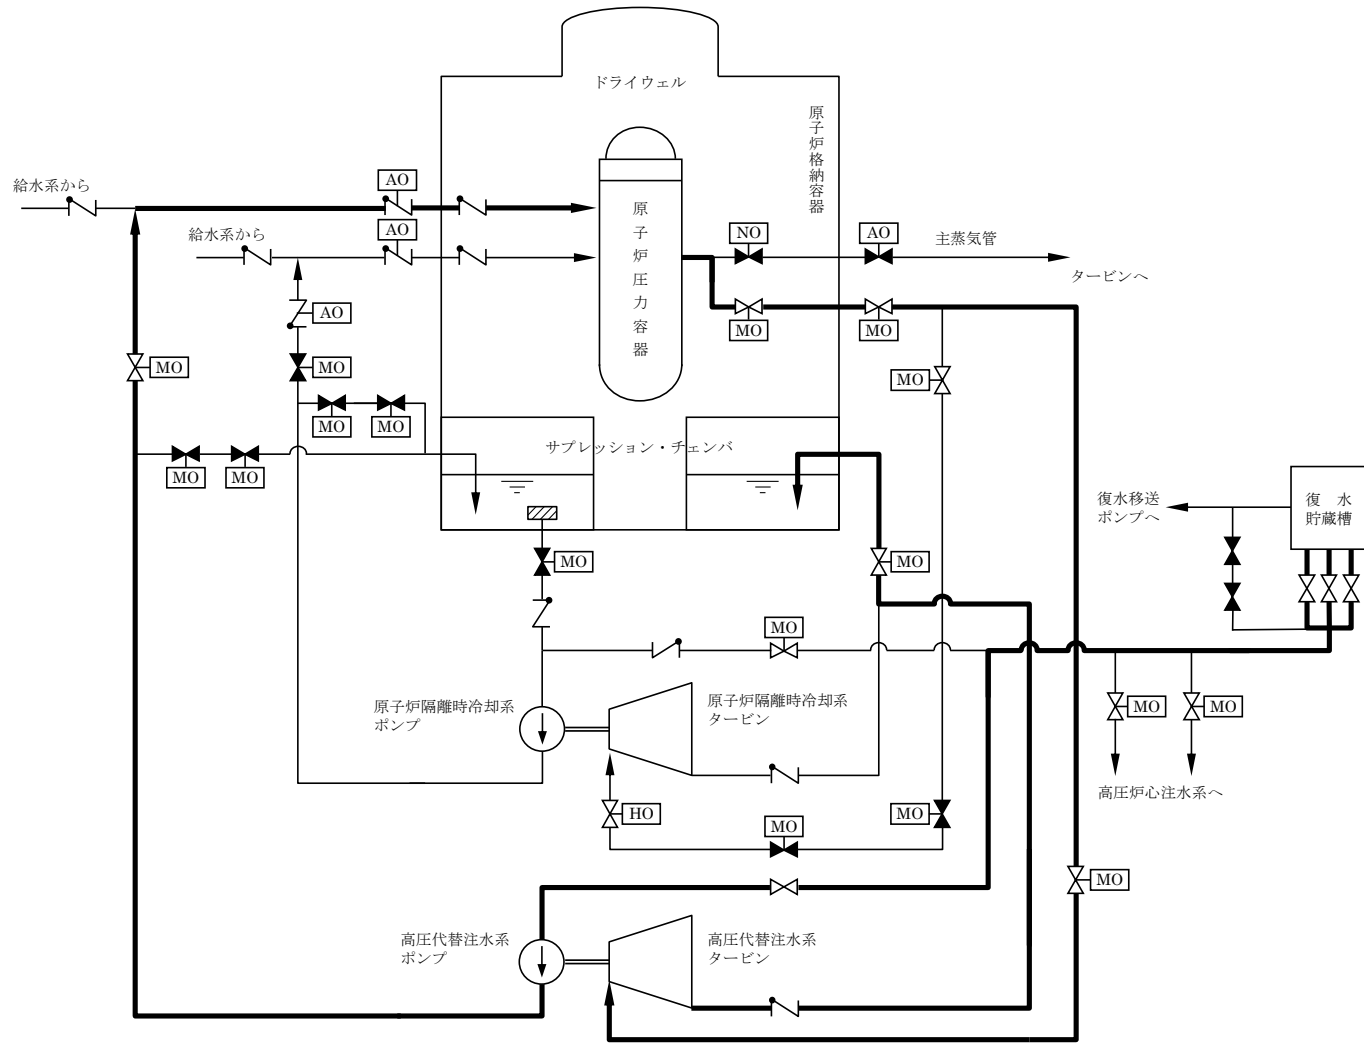 ドライウェル
原子炉格納容器
給水系から
AO
原子炉圧力容器
給水系から
AO
NO
AO
主蒸気管
タービンへ
AO
MO
MO
MO
MO
MO
MO
MO
MO
サプレッション・チェンバ
MO
MO
復水移送
ポンプへ
復水
貯蔵槽
MO
MO
MO
原子炉隔離時冷却系
ポンプ
原子炉隔離時冷却系
タービン
MO
MO
高圧炉心注水系へ
HO
MO
MO
MO
高圧代替注水系
ポンプ
高圧代替注水系
タービン